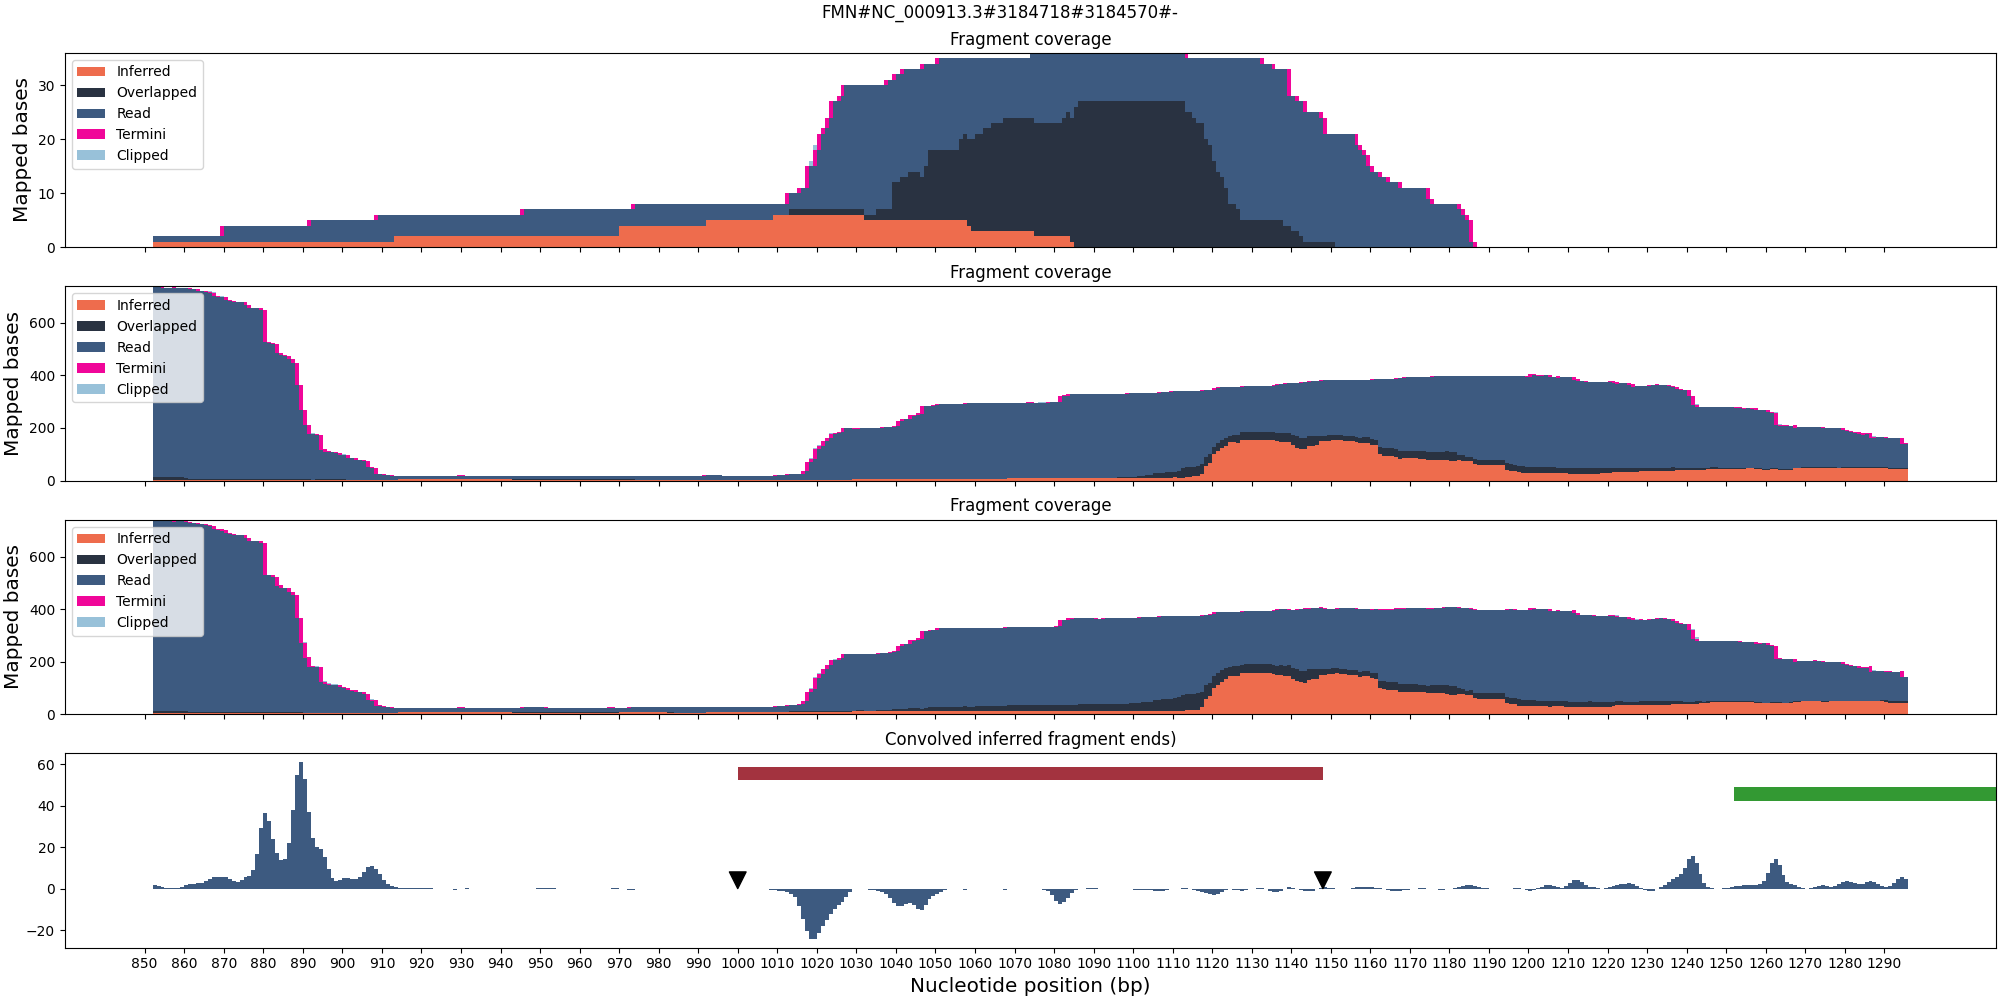 FMN#NC_000913.3#3184718#3184570#-
Fragment coverage
Mapped bases
30
20
10
0
Inferred
Overlapped
Read
Termini
Clipped
Fragment coverage
Mapped bases
600
400
200
0
Inferred
Overlapped
Read
Termini
Clipped
Fragment coverage
Mapped bases
600
400
200
0
Inferred
Overlapped
Read
Termini
Clipped
Convolved inferred fragment ends)
60
40
20
0
−20
850 860 870 880 890 900 910 920 930 940 950 960 970 980 990 1000 1010 1020 1030 1040 1050 1060 1070 1080 1090 1100 1110 1120 1130 1140 1150 1160 1170 1180 1190 1200 1210 1220 1230 1240 1250 1260 1270 1280 1290
Nucleotide position (bp)